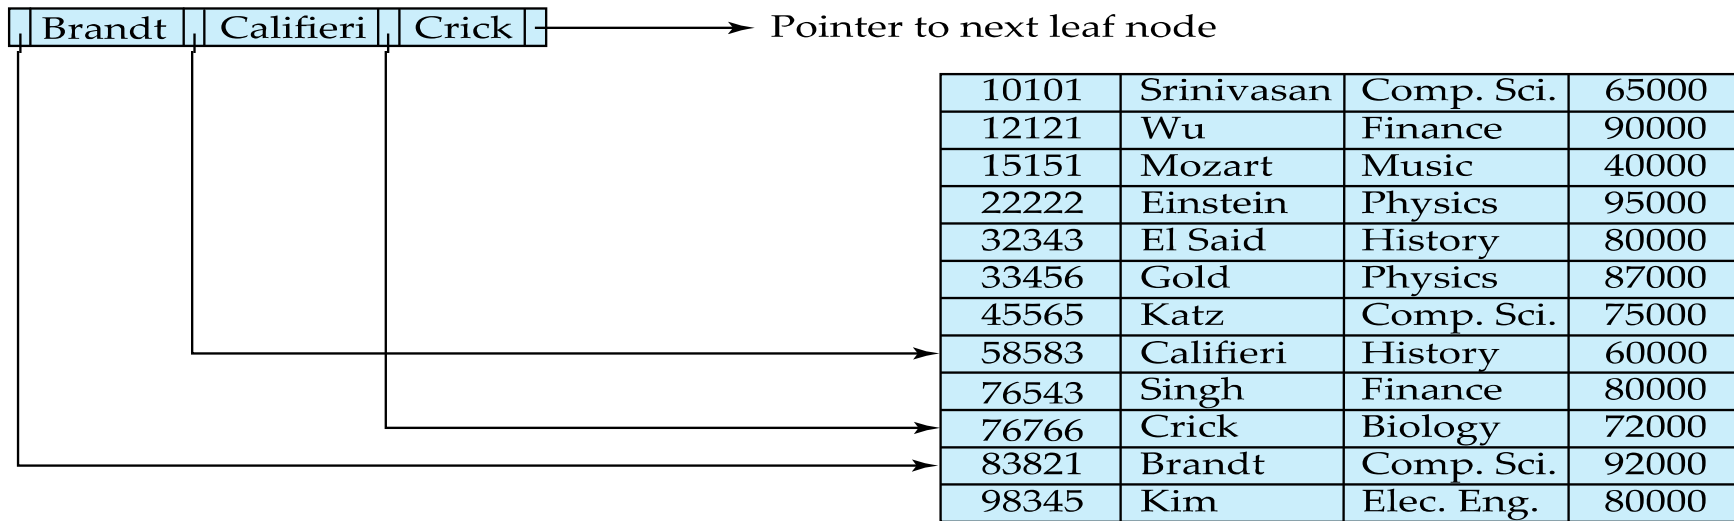 Brandt Califieri Crick Pointer to next leaf node
10101 Srinivasan Comp. Sci. 65000
12121 Wu Finance 90000
15151 Mozart Music 40000
22222 Einstein Physics 95000
32343 El Said History 80000
33456 Gold Physics 87000
45565 Katz Comp. Sci. 75000
58583 Califieri History 60000
76543 Singh Finance 80000
76766 Crick Biology 72000
83821 Brandt Comp. Sci. 92000
98345 Kim Elec. Eng. 80000